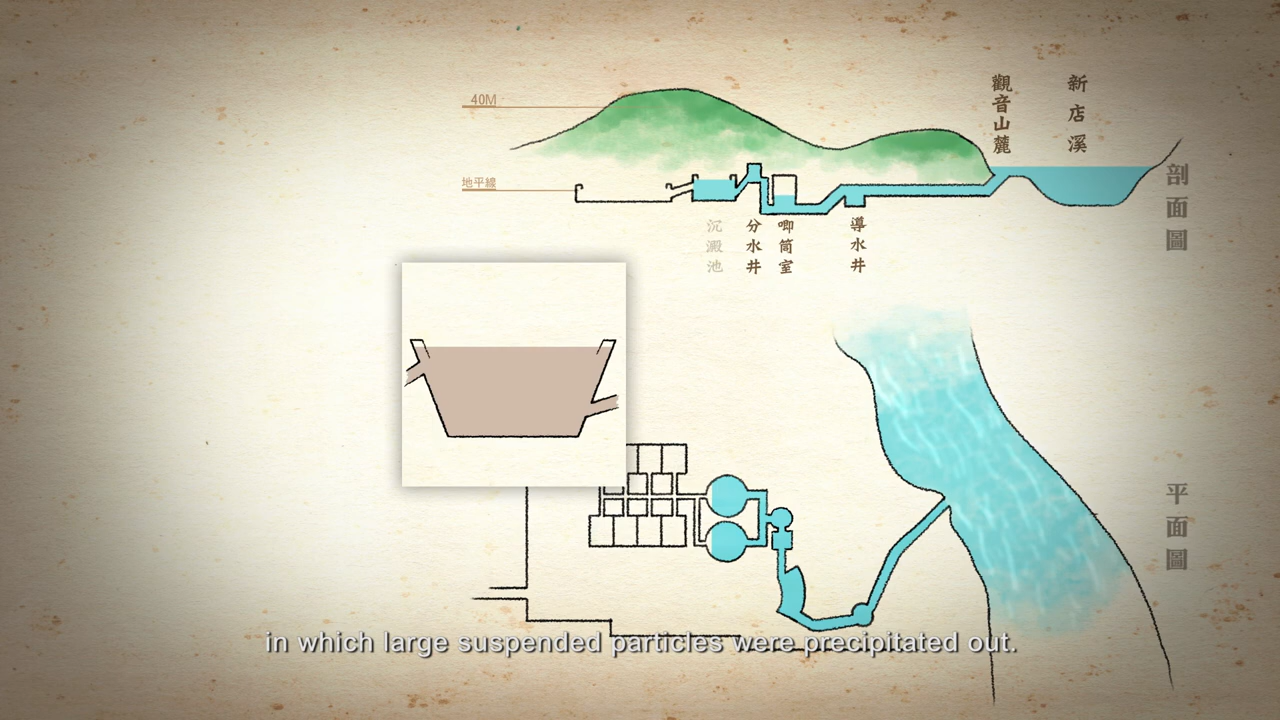 觀音山麓
新店溪
40M
地平線
剖面圖
沉澱池
分水井
唧筒室
導水井
平面圖
in which large suspended particles were precipitated out.